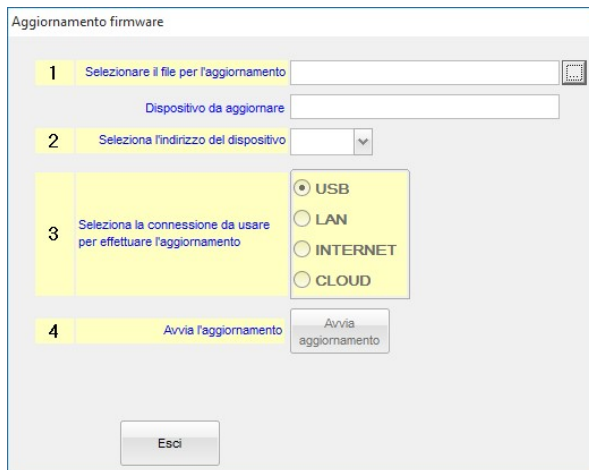 Aggiornamento firmware
1 Selezionare il file per l'aggiornamento ...
Dispositivo da aggiornare
2 Seleziona l'indirizzo del dispositivo
3 Seleziona la connessione da usare
per effettuare l'aggiornamento
USB
LAN
INTERNET
CLOUD
4 Avvia l'aggiornamento
Avvia
aggiornamento
Esci